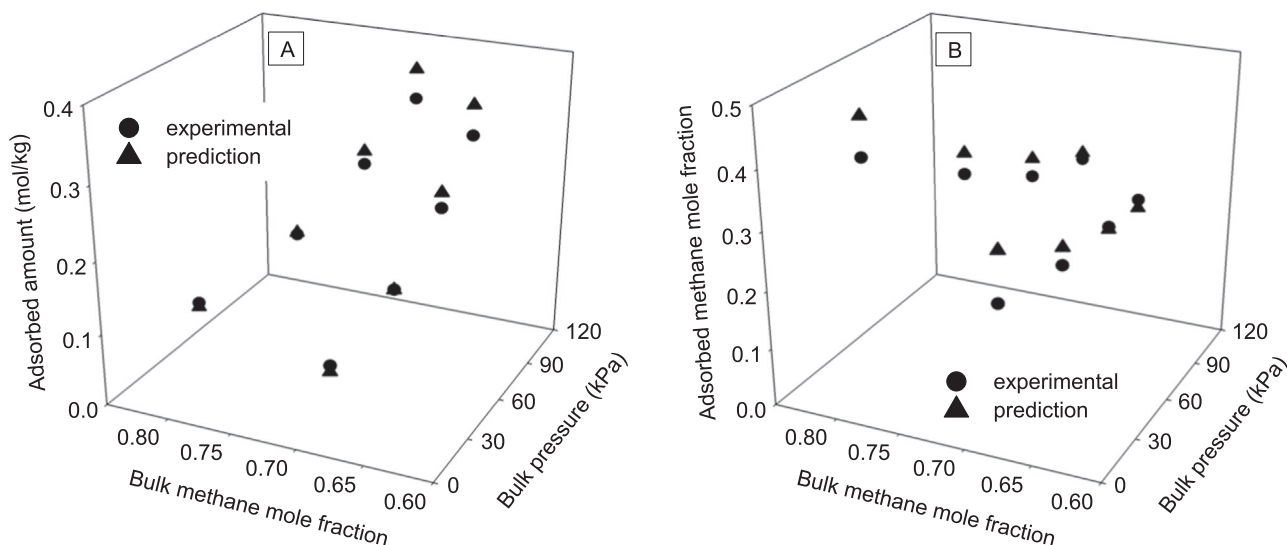 A
0.4
0.3
0.2
0.1
0.0
Adsorbed amount (mol/kg)
experimental
prediction
0.80
0.75
0.70
0.65
0.60
Bulk methane mole fraction
0
30
60
90
120
Bulk pressure (kPa)
B
0.5
0.4
0.3
0.2
0.1
0.0
Adsorbed methane mole fraction
experimental
prediction
0.80
0.75
0.70
0.65
0.60
Bulk methane mole fraction
0
30
60
90
120
Bulk pressure (kPa)